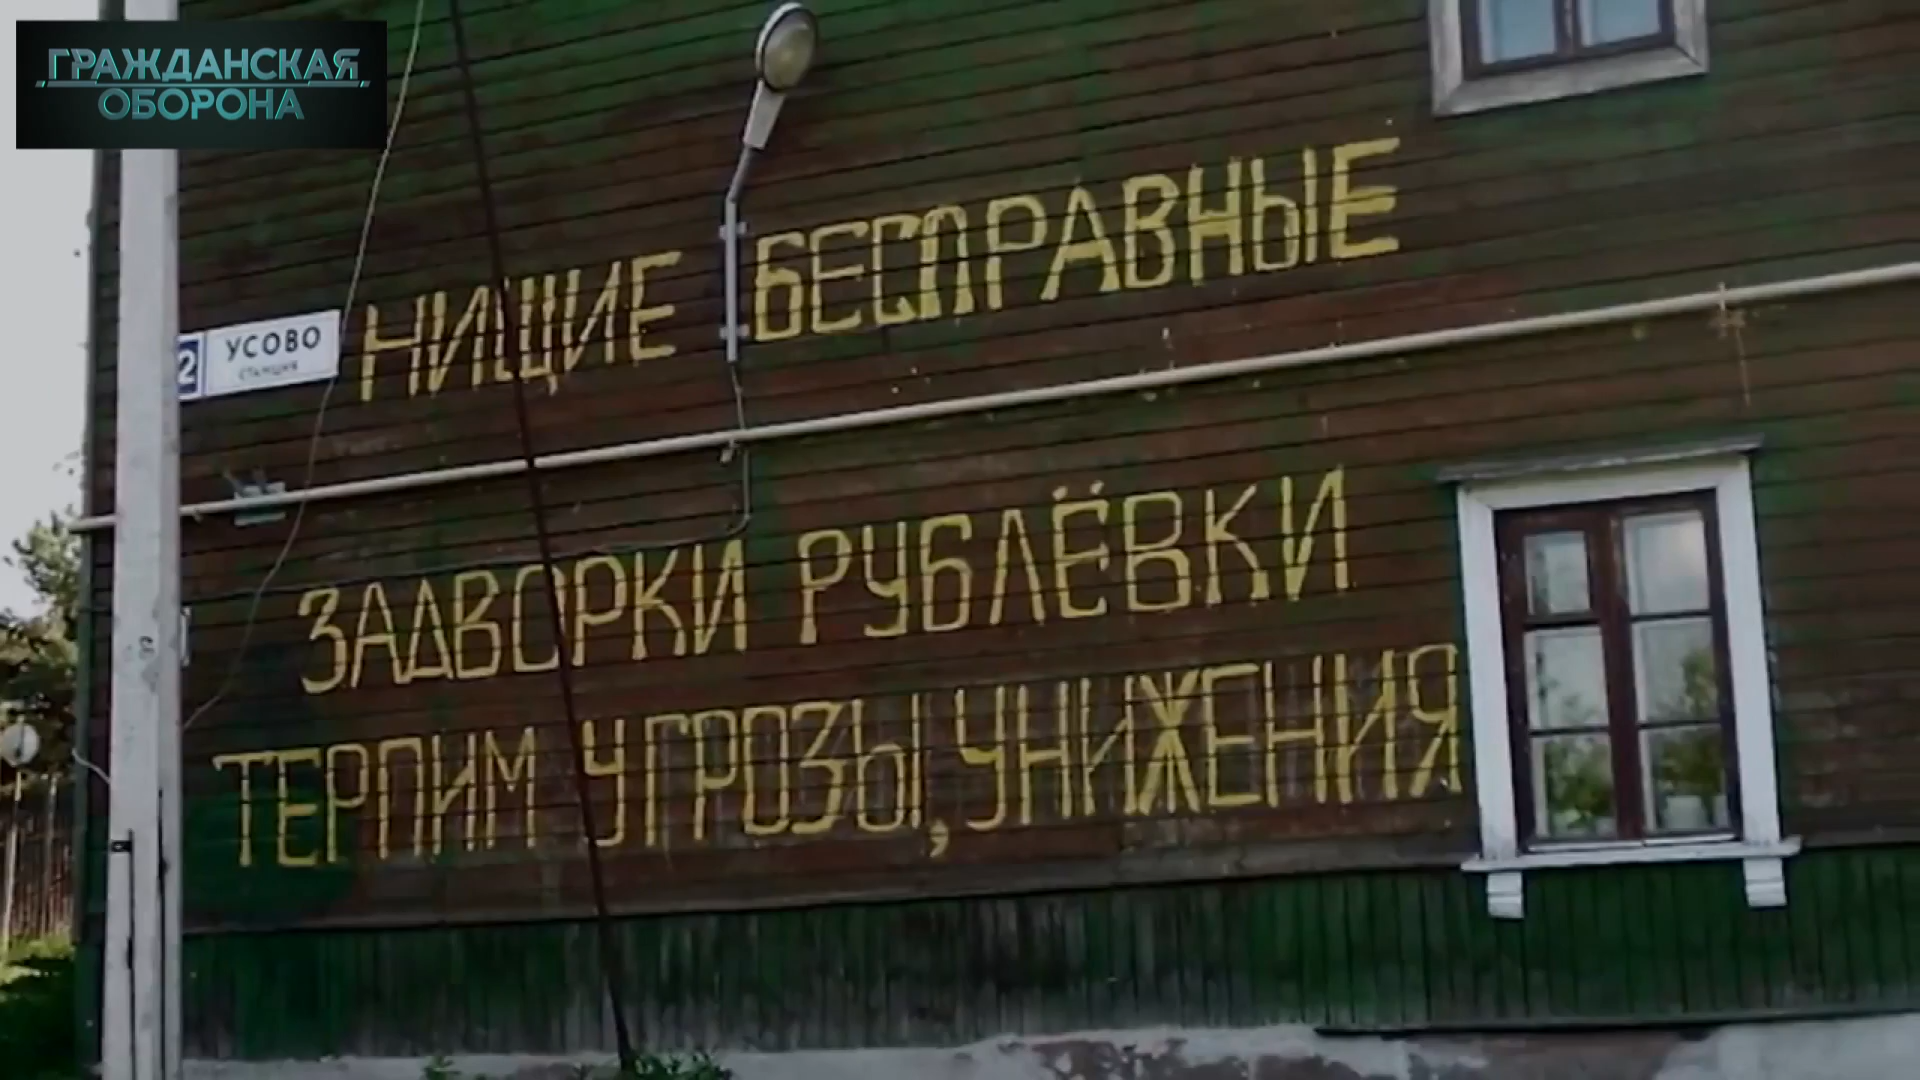 ГРАЖДАНСКАЯ
ОБОРОНА
2 УСОВО
СТАНЦИЯ
НИЩИЕ БЕСПРАВНЫЕ
ЗАДВОРКИ РУБЛЁВКИ
ТЕРПИМ УГРОЗЫ, УНИЖЕНИЯ